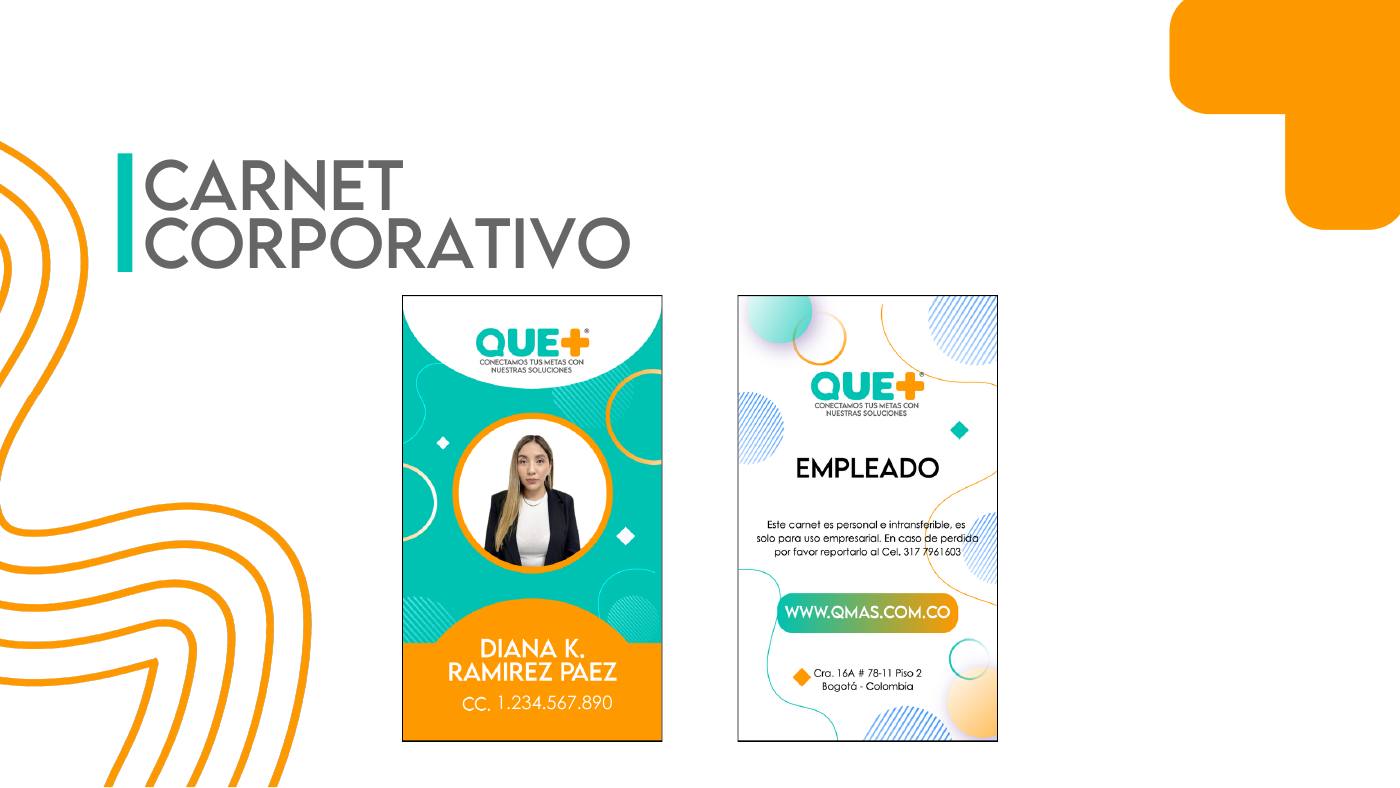 CARNET
CORPORATIVO
QUE+®
CONECTAMOS TUS METAS CON
NUESTRAS SOLUCIONES
DIANA K.
RAMIREZ PAEZ
CC. 1.234.567.890
QUE+®
CONECTAMOS TUS METAS CON
NUESTRAS SOLUCIONES
EMPLEADO
Este carnet es personal e intransferible, es
solo para uso empresarial. En caso de perdida
por favor reportarlo al Cel. 317 7961603
WWW.QMAS.COM.CO
Cra. 16A # 78-11 Piso 2
Bogotá - Colombia